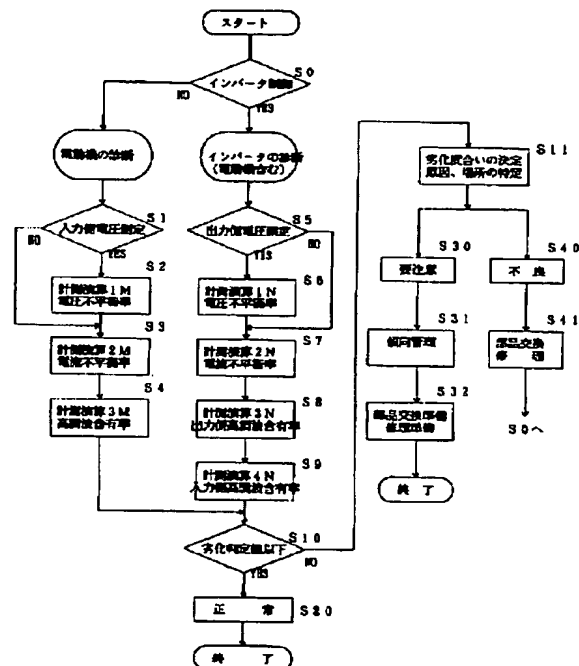 スタート
インバータ制御
S0
NO
YES
電動機の診断
インバータの診断
(電動機含む)
入力側電圧測定
S1
NO
YES
出力側電圧測定
S5
YES
NO
計測演算1M
電圧不平衡率
S2
計測演算1N
電圧不平衡率
S6
計測演算2M
電流不平衡率
S3
計測演算2N
電流不平衡率
S7
計測演算3M
高調波含有率
S4
計測演算3N
出力側高調波含有率
S8
計測演算4N
入力側高調波含有率
S9
劣化判定値以下
S10
YES
NO
正 常
S20
終 了
劣化度合いの決定
原因、場所の特定
S11
要注意
S30
不 良
S40
傾向管理
S31
部品交換
修 理
S41
部品交換準備
修理準備
S32
S0へ
終 了